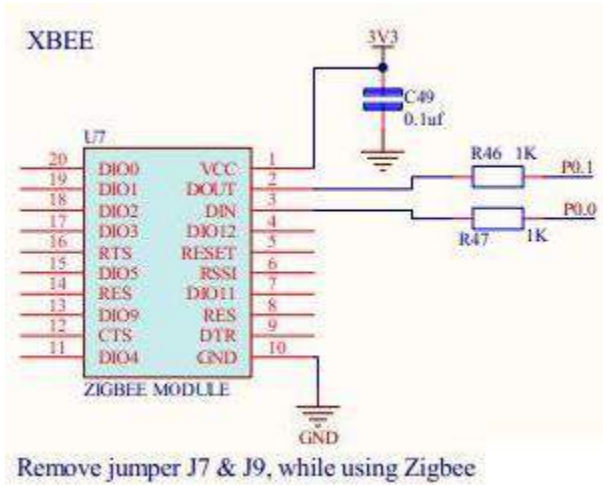 XBEE
3V3
C49
0.1uf
U7
R46 1K P0.1
20 DIO0 VCC 1
19 DIO1 DOUT 2
18 DIO2 DIN 3
P0.0
17 DIO3 DIO12 4
R47 1K
16 RTS RESET 5
15 DIO5 RSSI 6
14 RES DIO11 7
13 DIO9 RES 8
12 CTS DTR 9
11 DIO4 GND 10
ZIGBEE MODULE
GND
Remove jumper J7 & J9, while using Zigbee